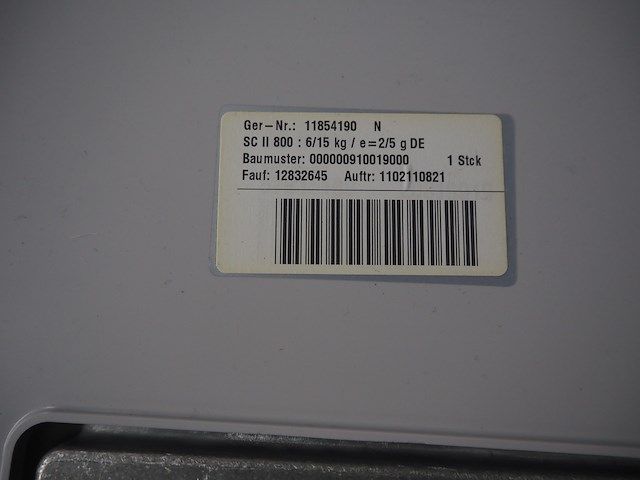 Ger-Nr.: 11854190 N
SC II 800 : 6/15 kg / e=2/5 g DE
Baumuster: 000000910019000 1 Stck
Fauf: 12832645 Auftr: 1102110821